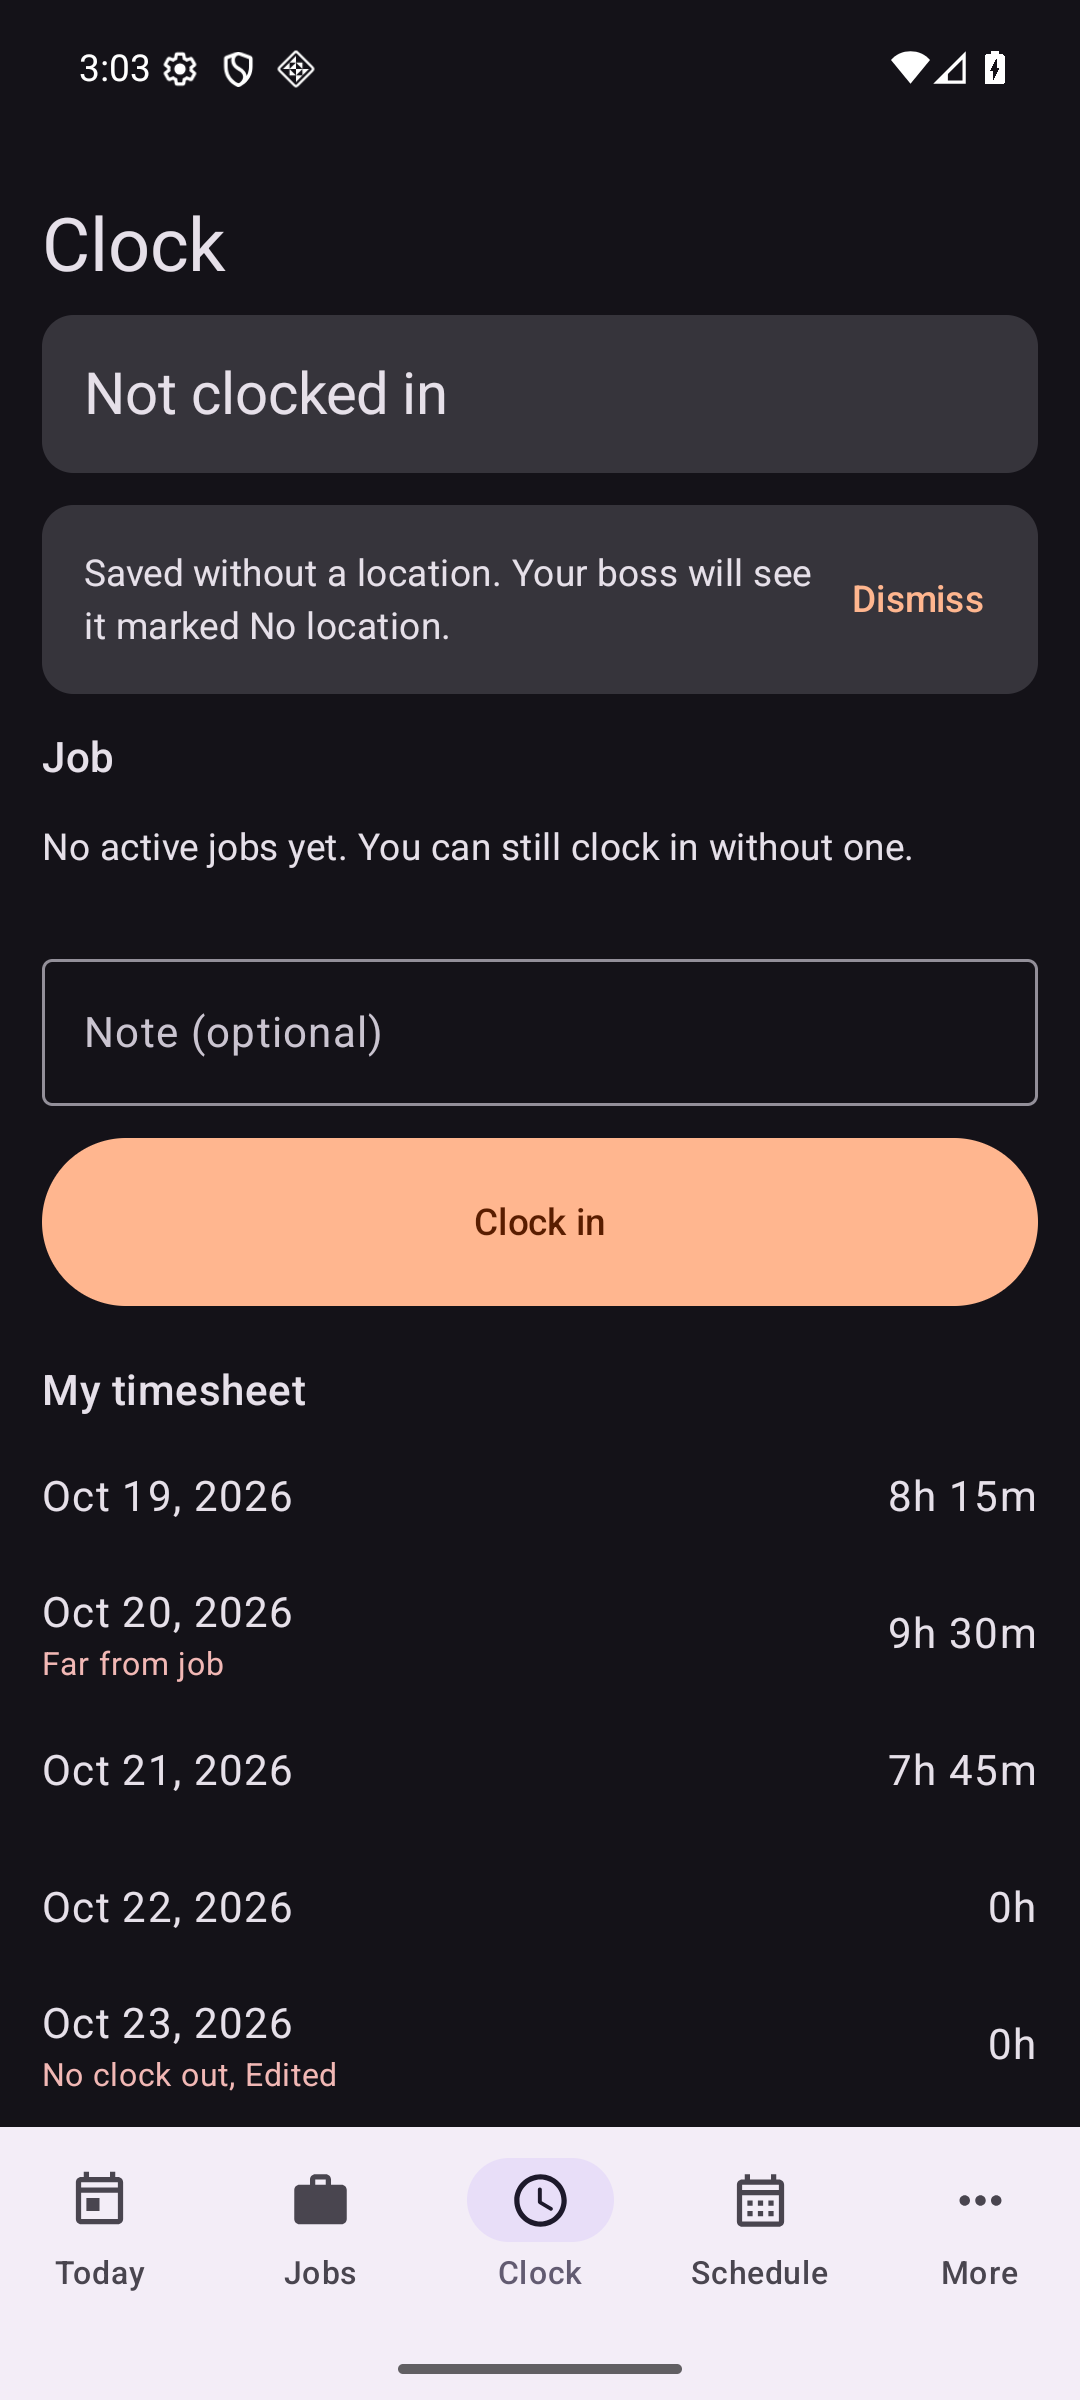 3:03
Clock
Not clocked in
Saved without a location. Your boss will see
it marked No location.
Dismiss
Job
No active jobs yet. You can still clock in without one.
Note (optional)
Clock in
My timesheet
Oct 19, 2026 8h 15m
Oct 20, 2026 9h 30m
Far from job
Oct 21, 2026 7h 45m
Oct 22, 2026 0h
Oct 23, 2026 0h
No clock out, Edited
Today Jobs Clock Schedule More